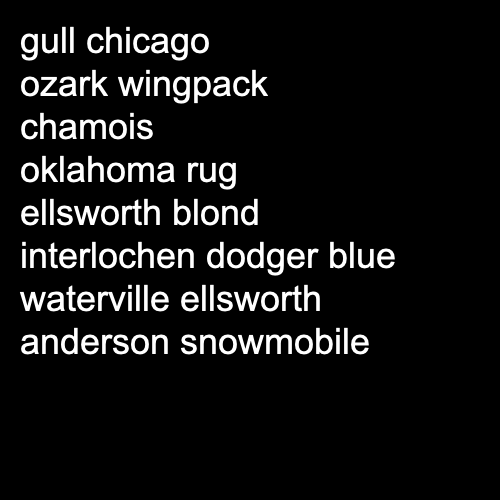 gull chicago
ozark wingpack
chamois
oklahoma rug
ellsworth blond
interlochen dodger blue
waterville ellsworth
anderson snowmobile